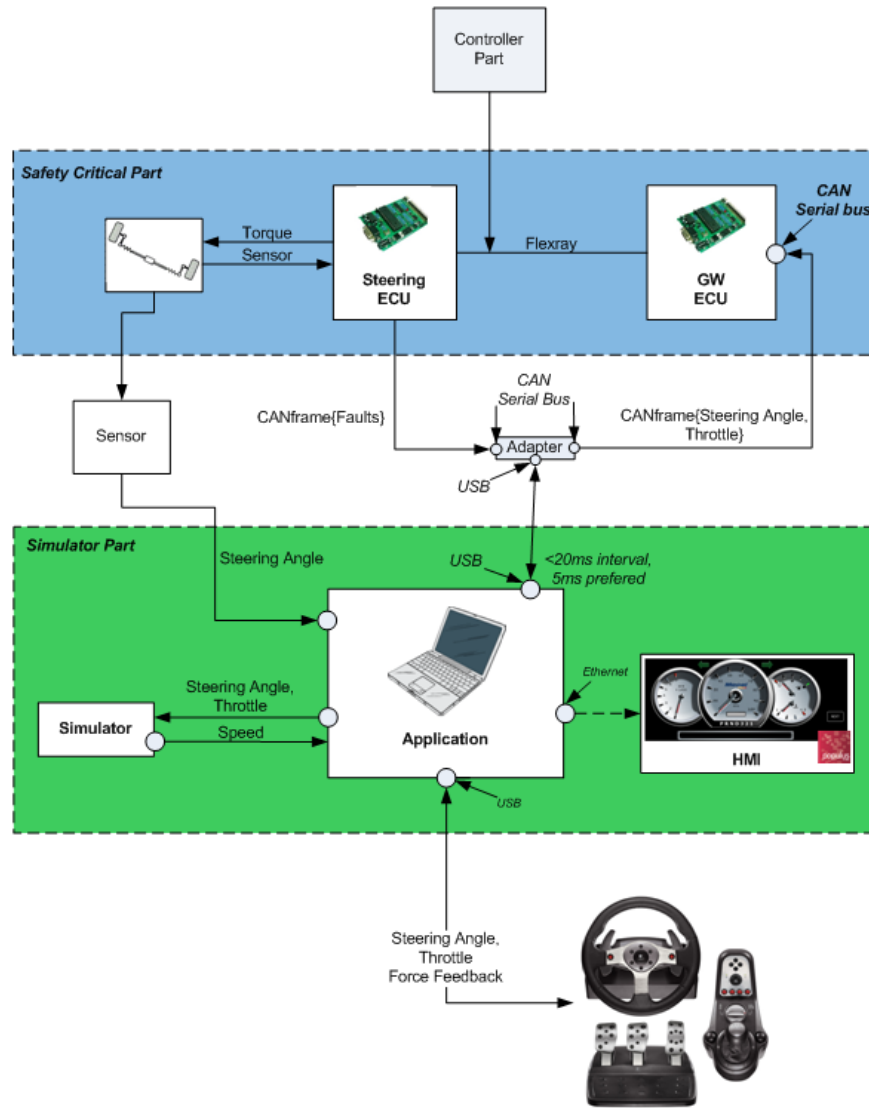 Controller
Part
Safety Critical Part
CAN
Serial bus
Torque
Sensor
Steering
ECU
Flexray
GW
ECU
CAN
Serial Bus
CANframe{Faults}
CANframe{Steering Angle,
Throttle}
Adapter
Sensor
USB
Simulator Part
Steering Angle
USB
<20ms interval,
5ms prefered
Ethernet
Steering Angle,
Throttle
Simulator
Speed
Application
HMI
USB
Steering Angle,
Throttle
Force Feedback